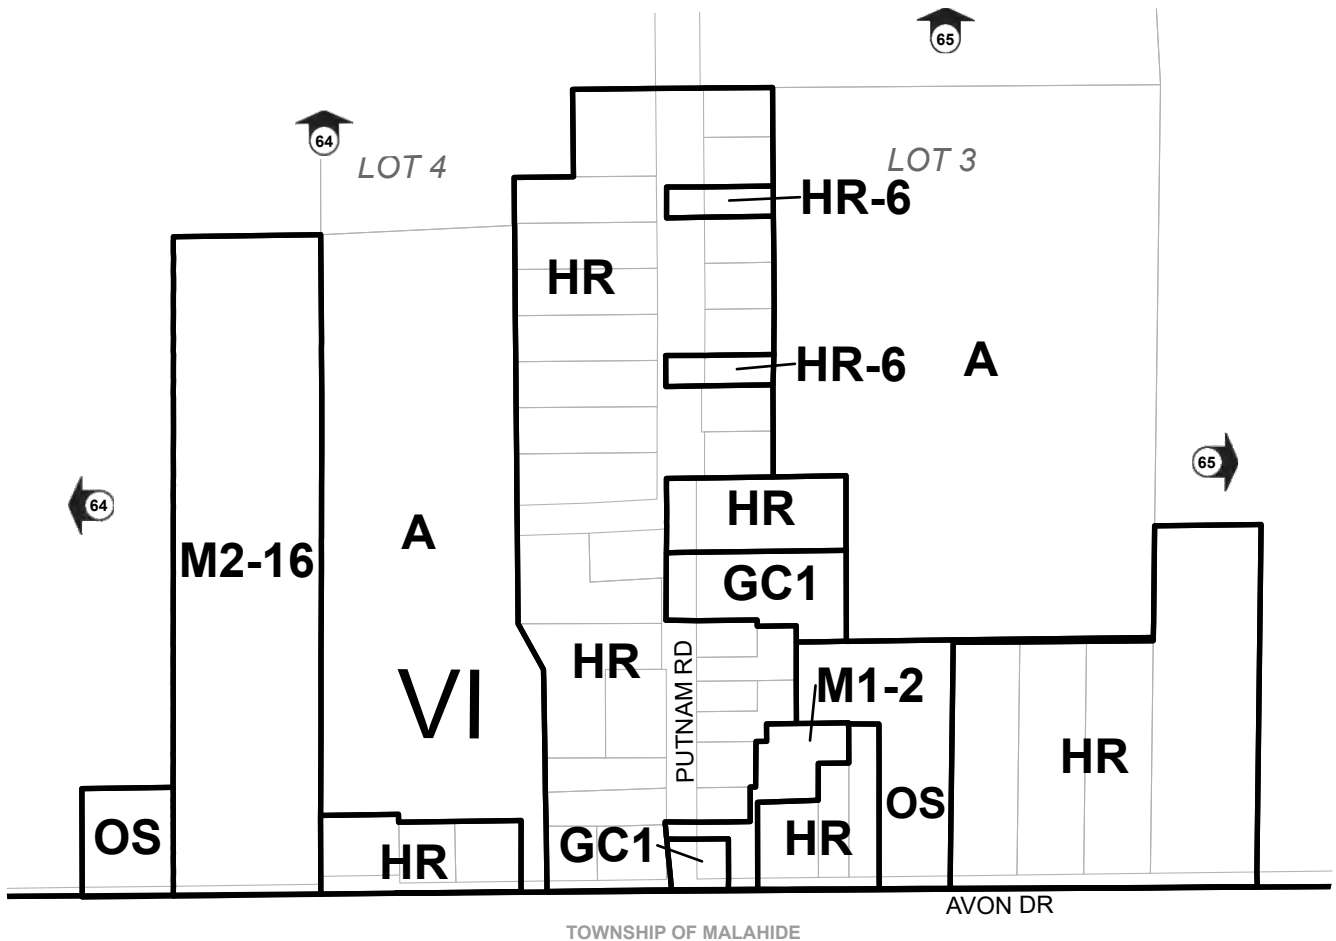 65
64
LOT 4
LOT 3
HR-6
HR
HR-6
A
65
64
HR
A
M2-16
GC1
HR
PUTNAM RD
M1-2
VI
HR
OS
OS
HR
GC1
HR
AVON DR
TOWNSHIP OF MALAHIDE